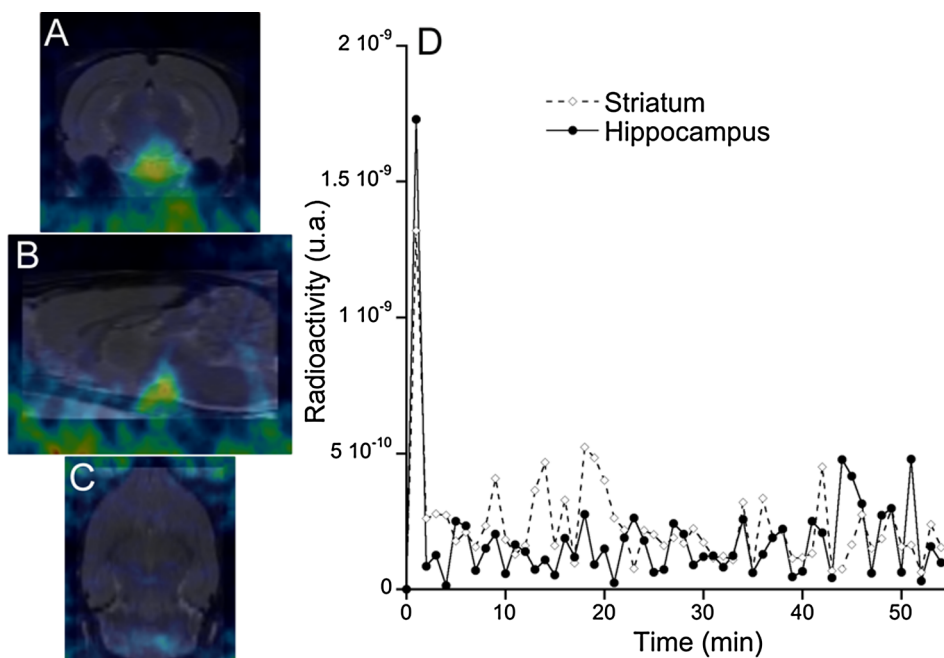 A
B
C
D
Striatum
Hippocampus
Radioactivity (u.a.)
2 10⁻⁹
1.5 10⁻⁹
1 10⁻⁹
5 10⁻¹⁰
0
0 10 20 30 40 50
Time (min)